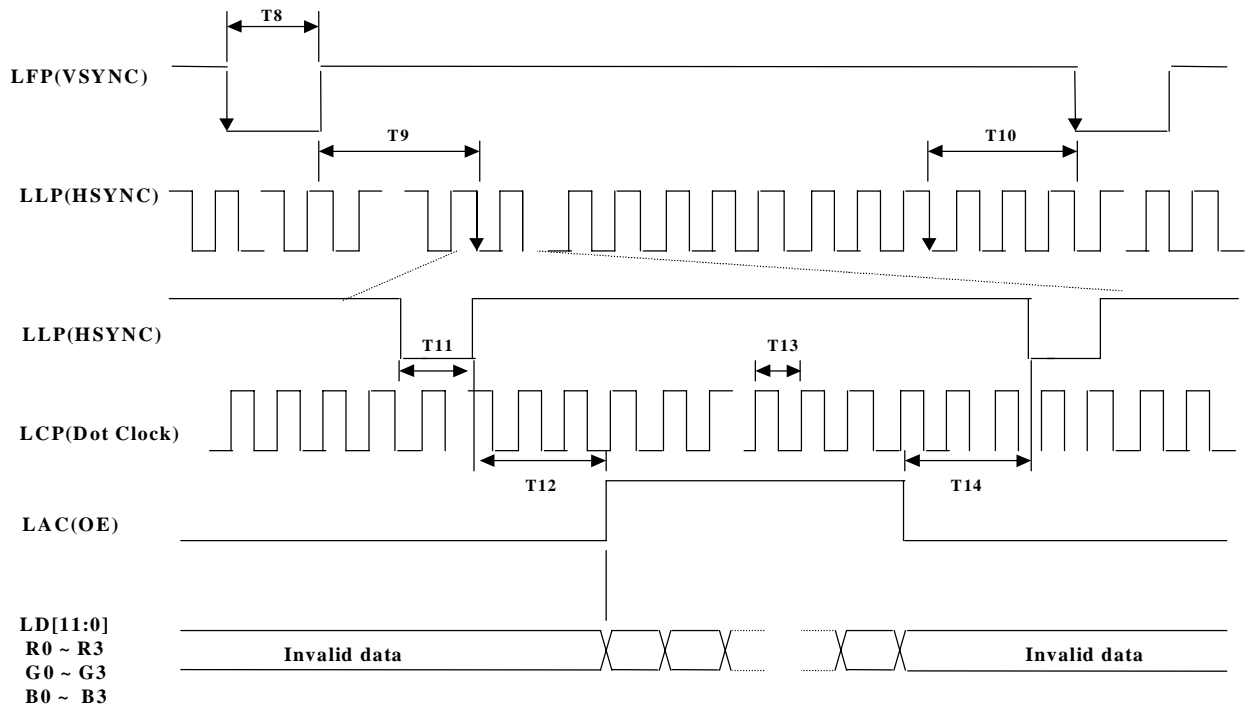 T8
LFP(VSYNC)
T9
T10
LLP(HSYNC)
LLP(HSYNC)
T11
T13
LCP(Dot Clock)
T12
T14
LAC(OE)
LD[11:0]
R0 ~ R3
G0 ~ G3
B0 ~ B3
Invalid data
Invalid data